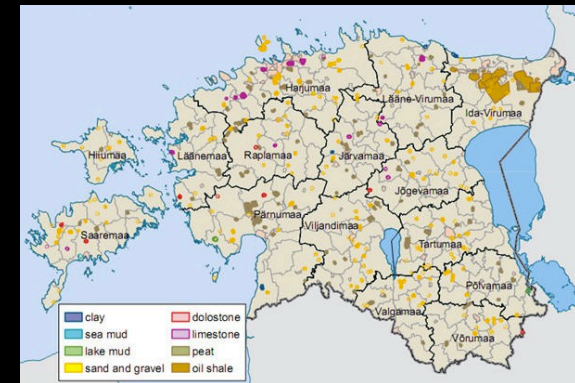 Harjumaa
Lääne-Virumaa
Ida-Virumaa
Hiiumaa
Läänemaa
Raplamaa
Järvamaa
Jõgevamaa
Saaremaa
Pärnumaa
Viljandimaa
Tartumaa
Põlvamaa
Valgamaa
Võrumaa
clay
dolostone
sea mud
limestone
lake mud
peat
sand and gravel
oil shale